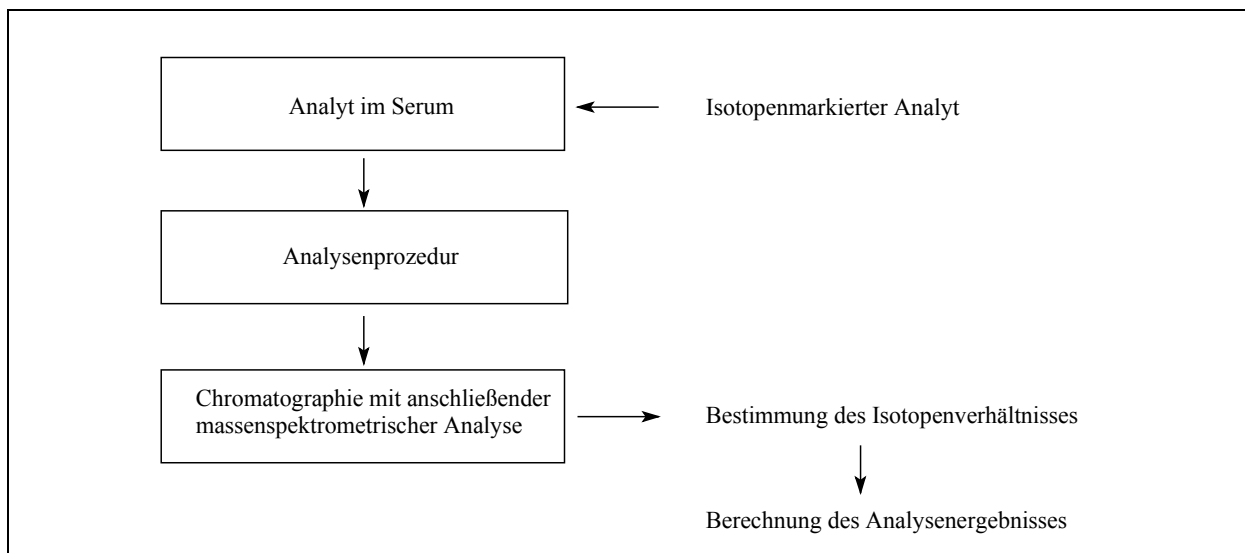 Analyt im Serum
Isotopenmarkierter Analyt
Analysenprozedur
Chromatographie mit anschließender
massenspektrometrischer Analyse
Bestimmung des Isotopenverhältnisses
Berechnung des Analysenergebnisses